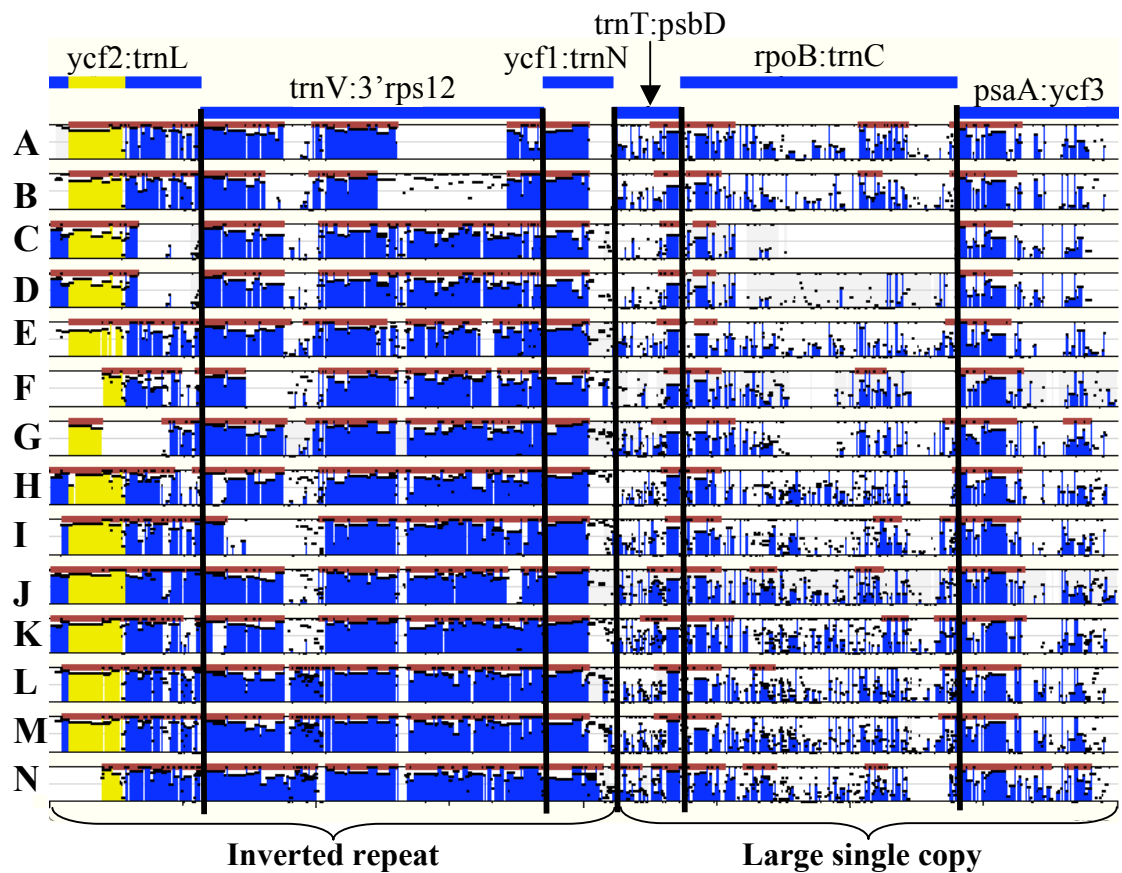 trnT:psbD
ycf2:trnL
ycf1:trnN
rpoB:trnC
trnV:3’rps12
psaA:ycf3
A
B
C
D
E
F
G
H
I
J
K
L
M
N
Inverted repeat
Large single copy